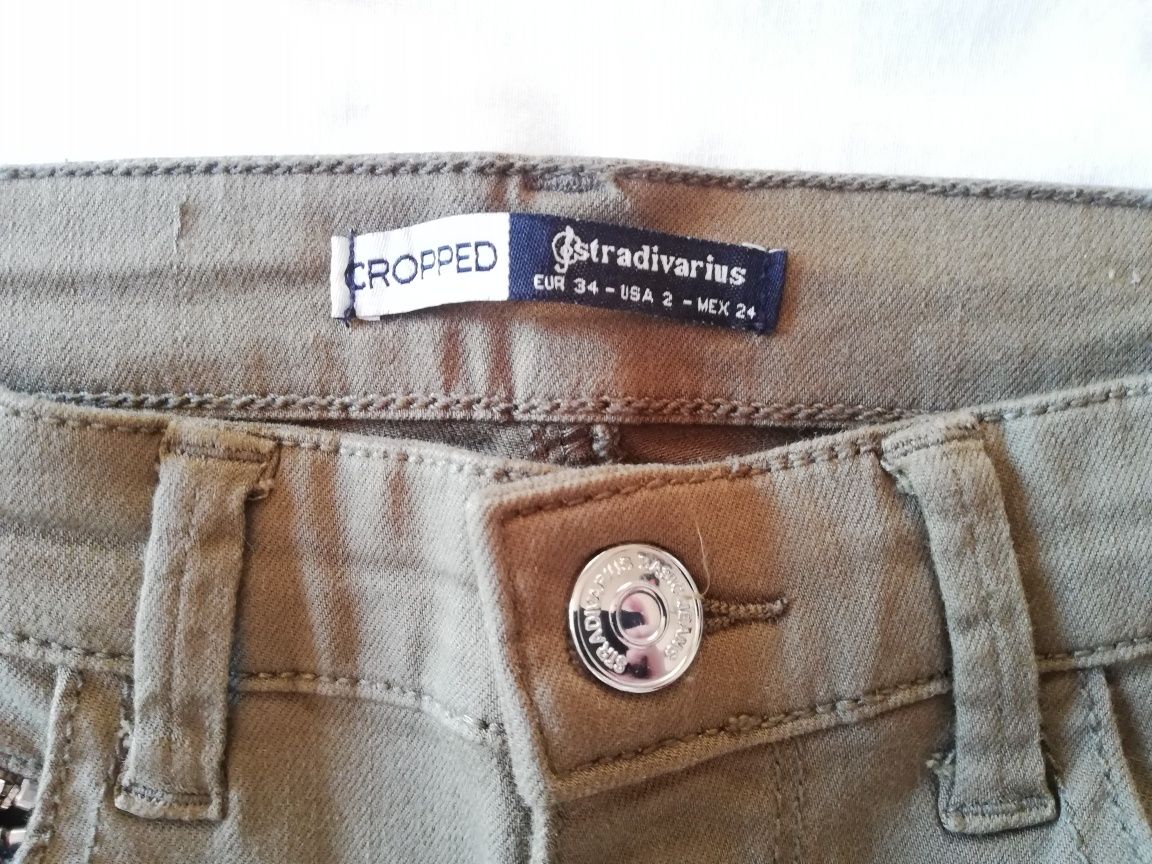 CROPPED
stradivarius
EUR 34 - USA 2 - MEX 24
STRADIVARIUS BASIC JEANS